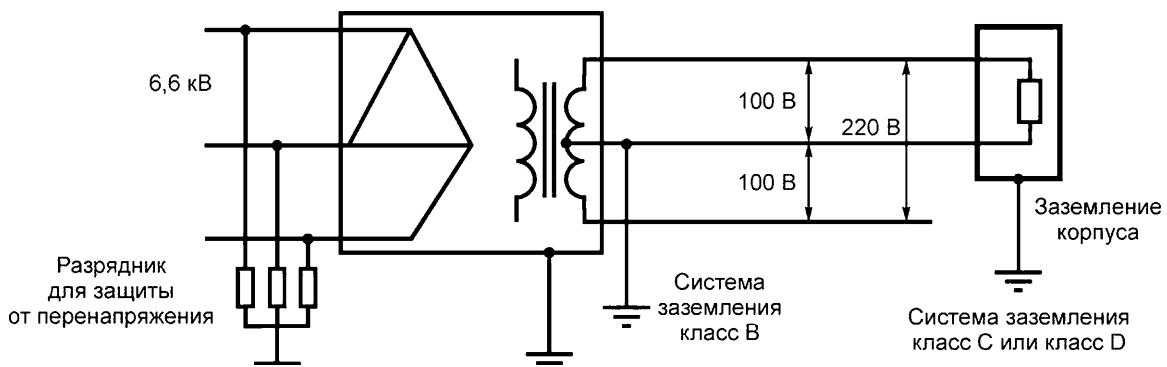 6,6 кВ
100 В
220 В
100 В
Разрядник
для защиты
от перенапряжения
Система
заземления
класс В
Заземление
корпуса
Система заземления
класс С или класс D